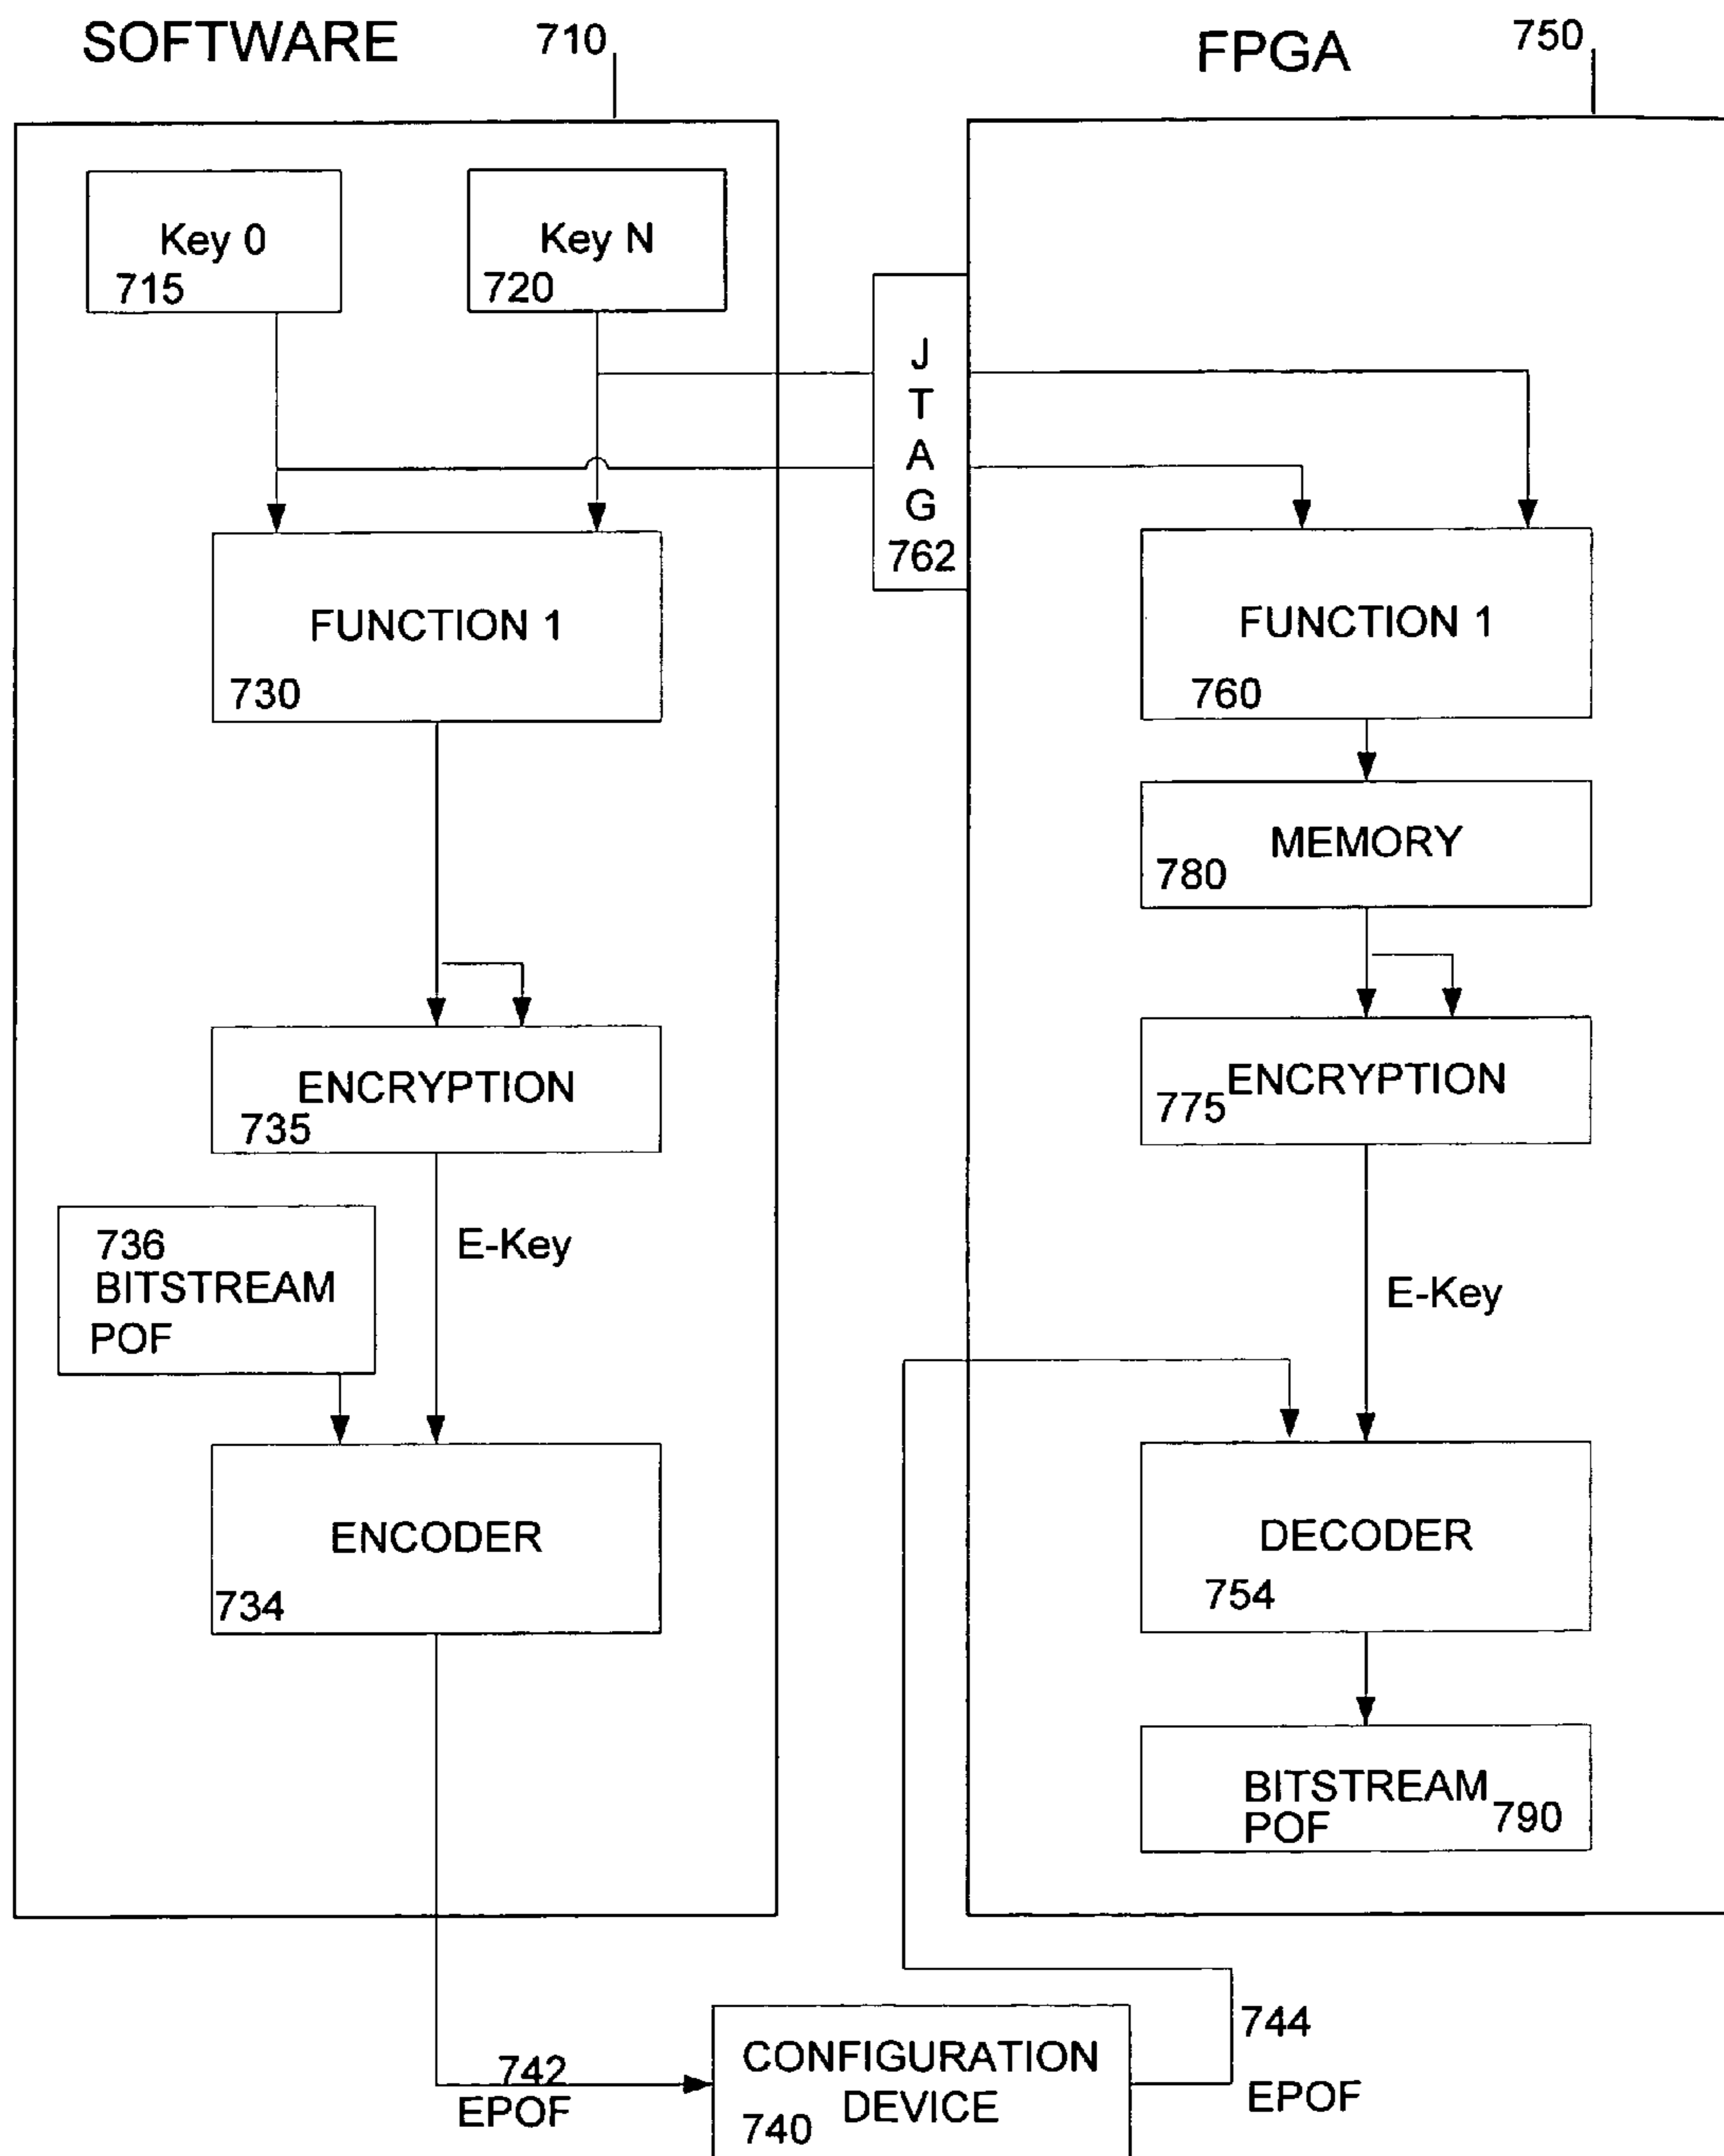 SOFTWARE
710
FPGA
750
Key 0
715
Key N
720
J
T
A
G
762
FUNCTION 1
730
FUNCTION 1
760
MEMORY
780
ENCRYPTION
735
ENCRYPTION
775
736
BITSTREAM
POF
E-Key
E-Key
ENCODER
734
DECODER
754
BITSTREAM
POF
790
742
EPOF
CONFIGURATION
DEVICE
740
744
EPOF